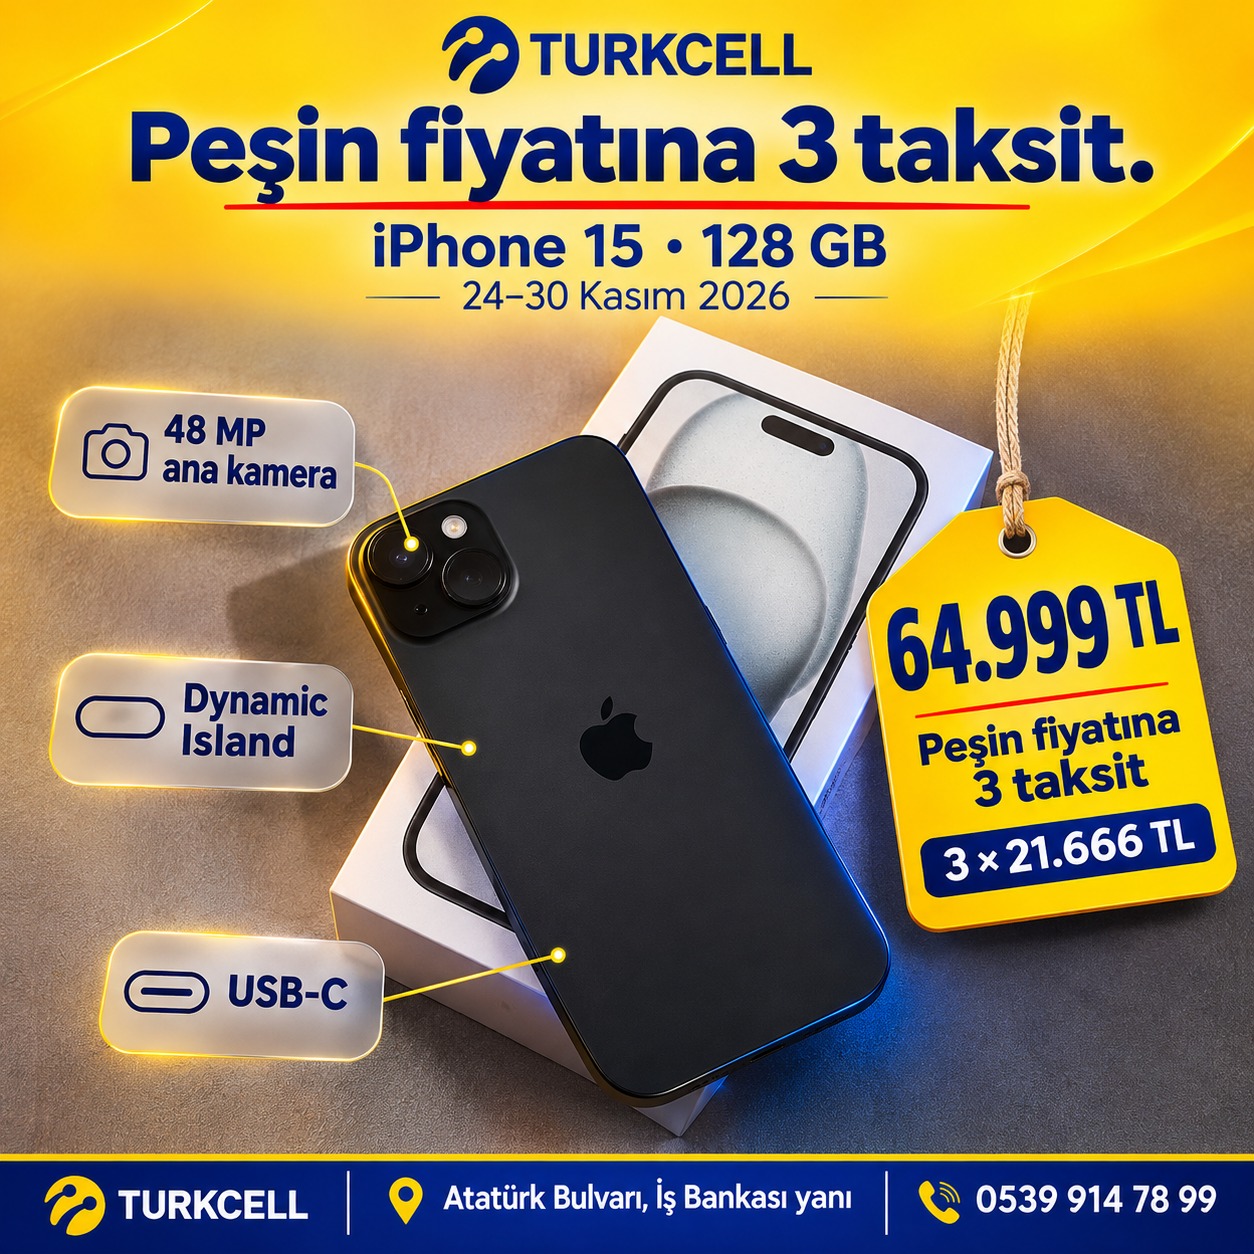 TURKCELL
Peşin fiyatına 3 taksit.
iPhone 15 • 128 GB
24–30 Kasım 2026
48 MP
ana kamera
Dynamic
Island
USB-C
64.999 TL
Peşin fiyatına
3 taksit
3 × 21.666 TL
TURKCELL
Atatürk Bulvarı, İş Bankası yanı
0539 914 78 99